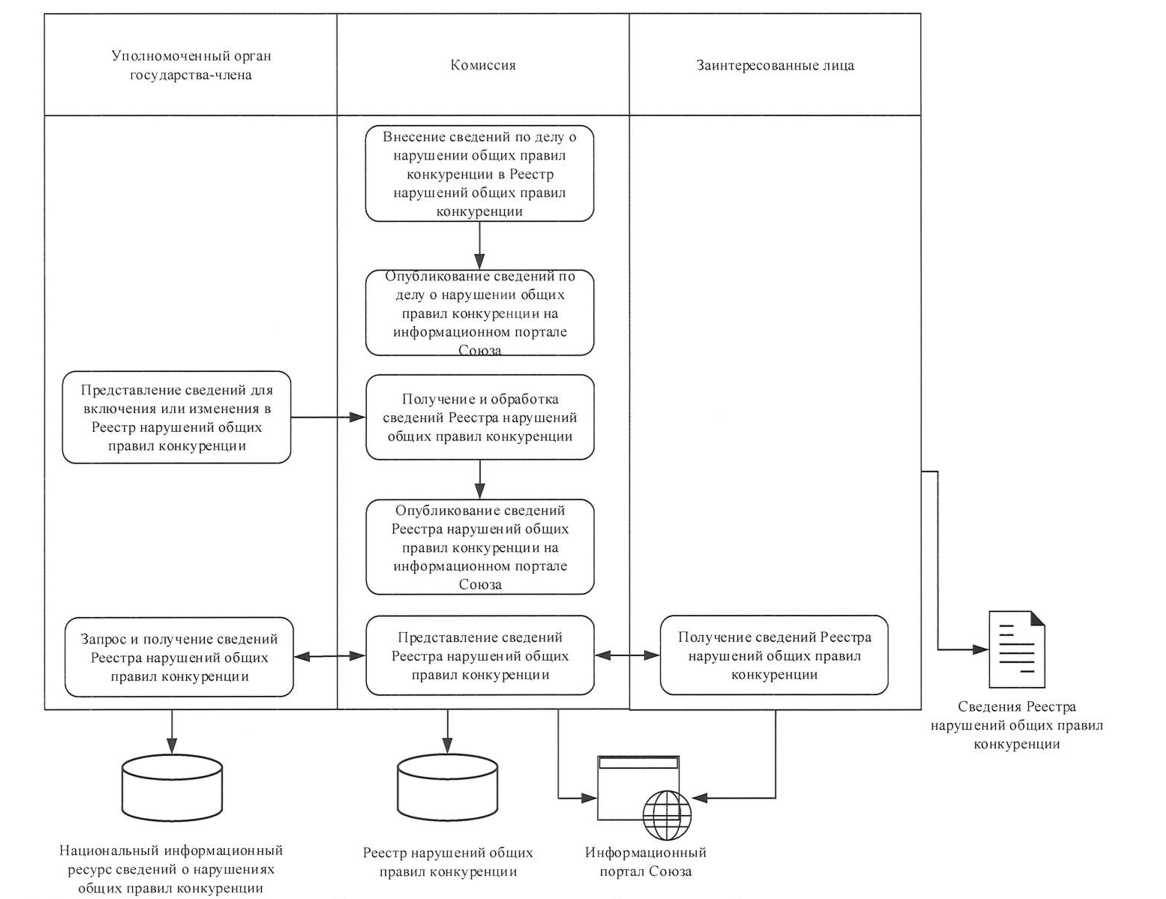 Уполномоченный орган
государства-члена
Комиссия
Заинтересованные лица
Внесение сведений по делу о
нарушении общих правил
конкуренции в Реестр
нарушений общих правил
конкуренции
Опубликование сведений по
делу о нарушении общих
правил конкуренции на
информационном портале
Союза
Представление сведений для
включения или изменения в
Реестр нарушений общих
правил конкуренции
Получение и обработка
сведений Реестра нарушений
общих правил конкуренции
Опубликование сведений
Реестра нарушений общих
правил конкуренции на
информационном портале
Союза
Запрос и получение сведений
Реестра нарушений общих
правил конкуренции
Представление сведений
Реестра нарушений общих
правил конкуренции
Получение сведений Реестра
нарушений общих правил
конкуренции
Сведения Реестра
нарушений общих правил
конкуренции
Национальный информационный
ресурс сведений о нарушениях
общих правил конкуренции
Реестр нарушений общих
правил конкуренции
Информационный
портал Союза